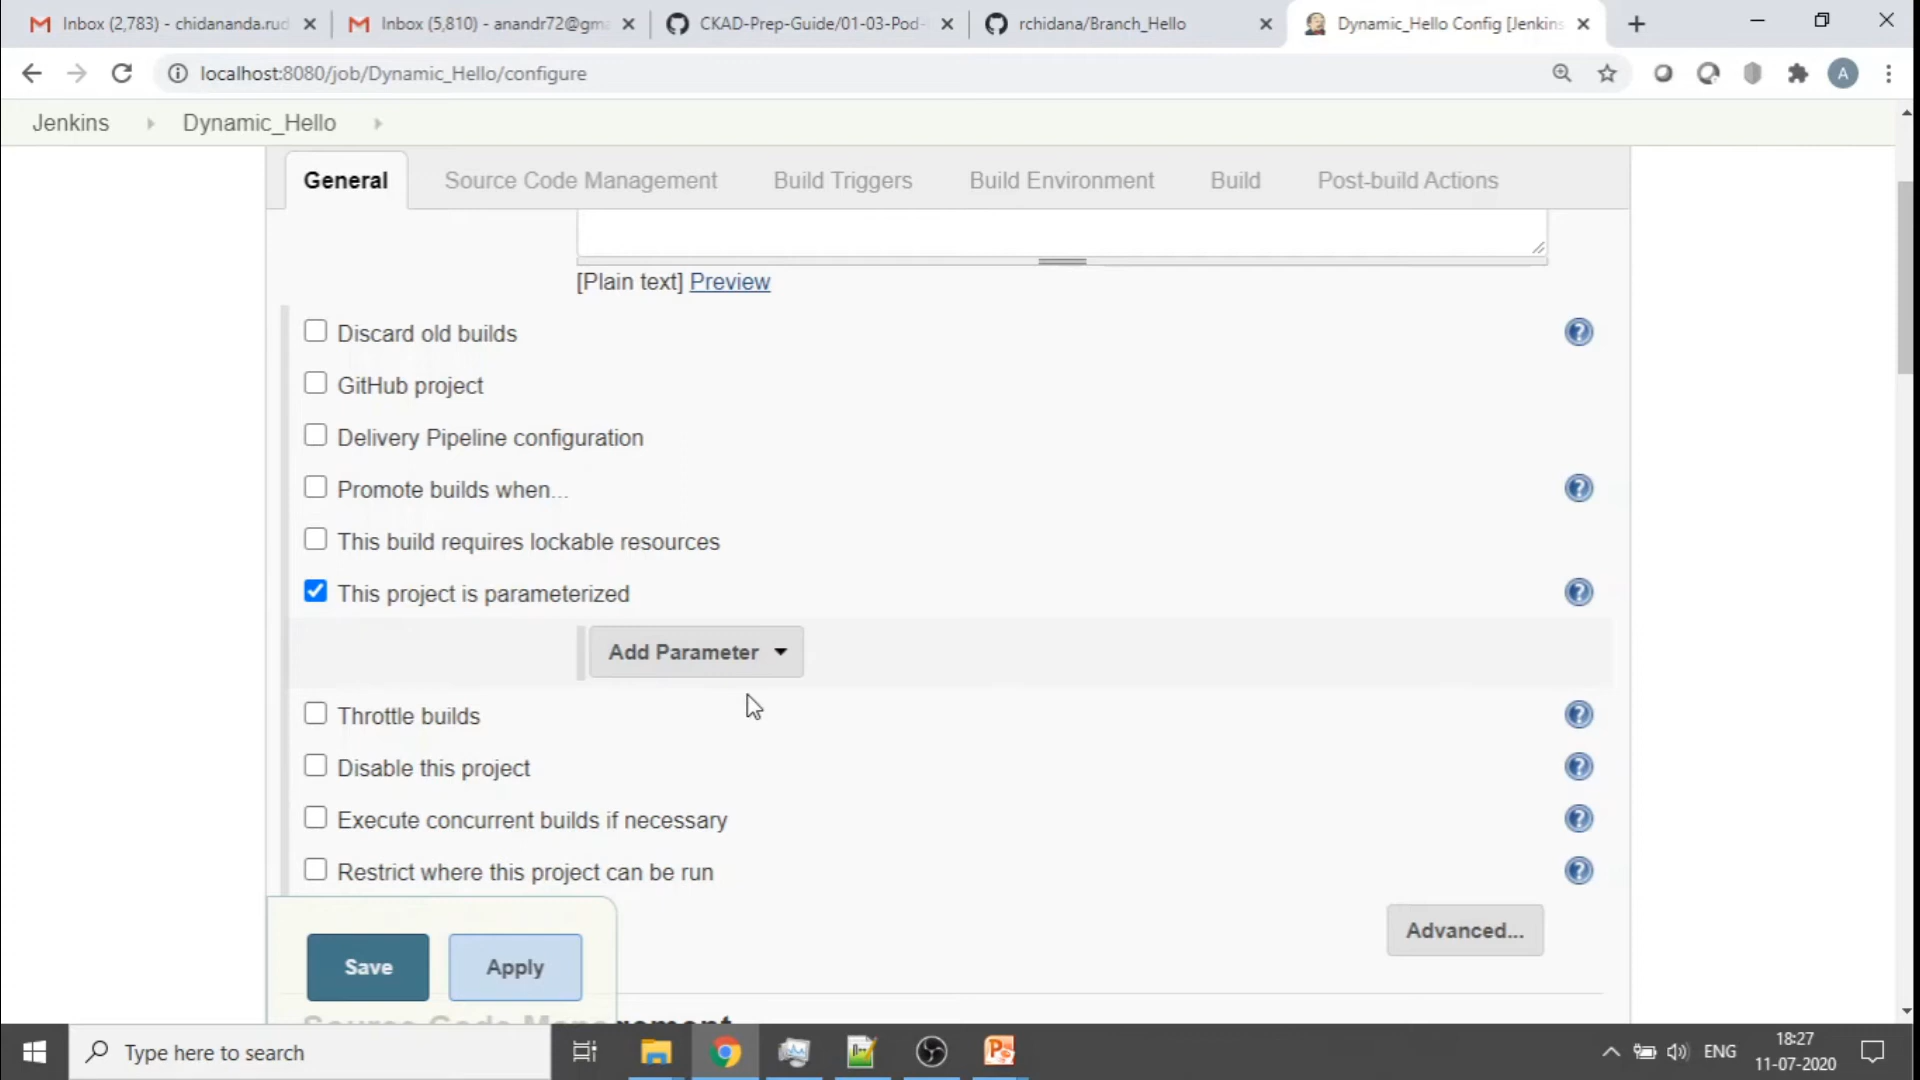 Inbox (2,783) - chidananda.rud
Inbox (5,810) - anandr72@gma
CKAD-Prep-Guide/01-03-Pod-
rchidana/Branch_Hello
Dynamic_Hello Config [Jenkins
localhost:8080/job/Dynamic_Hello/configure
A
Jenkins
Dynamic_Hello
General
Source Code Management
Build Triggers
Build Environment
Build
Post-build Actions
[Plain text] Preview
Discard old builds
GitHub project
Delivery Pipeline configuration
Promote builds when...
This build requires lockable resources
This project is parameterized
Add Parameter
Throttle builds
Disable this project
Execute concurrent builds if necessary
Restrict where this project can be run
Advanced...
Save
Apply
Source Code Management
Type here to search
ENG
18:27
11-07-2020